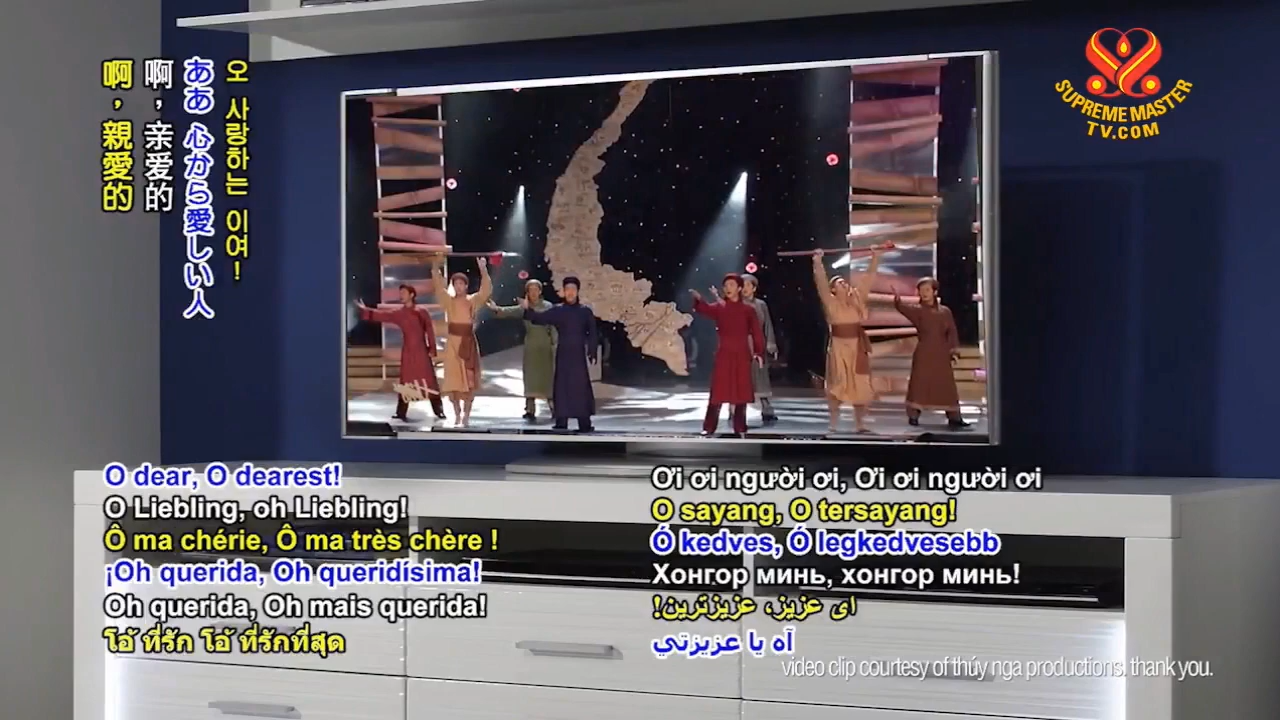 SUPREME MASTER
TV.COM
오 사랑하는 이여!
ああ 心から愛しい人
啊，亲爱的
啊，親愛的
O dear, O dearest!
O Liebling, oh Liebling!
Ô ma chérie, Ô ma très chère !
¡Oh querida, Oh queridísima!
Oh querida, Oh mais querida!
โอ้ ที่รัก โอ้ ที่รักที่สุด
Ơi ơi người ơi, Ơi ơi người ơi
O sayang, O tersayang!
Ó kedves, Ó legkedvesebb
Хонгор минь, хонгор минь!
ای عزیز، عزیزترین!
آه يا عزيزتي
video clip courtesy of thúy nga productions. thank you.